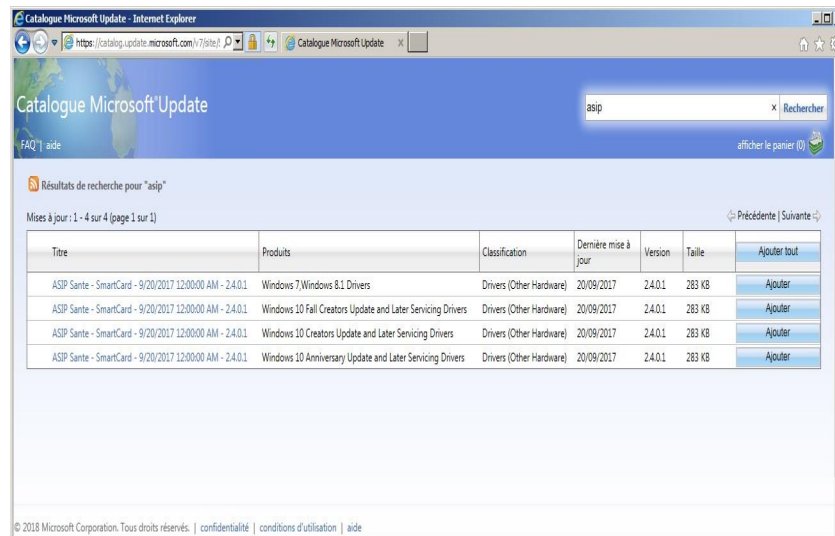 Catalogue Microsoft Update - Internet Explorer
https://catalog.update.microsoft.com/v7/site/ Catalogue Microsoft Update
Catalogue Microsoft®Update
asip x Rechercher
FAQ | aide
afficher le panier (0)
Résultats de recherche pour "asip"
Mises à jour : 1 - 4 sur 4 (page 1 sur 1)
Précédente | Suivante
Titre Produits Classification Dernière mise à jour Version Taille Ajouter tout
ASIP Sante - SmartCard - 9/20/2017 12:00:00 AM - 2.4.0.1 Windows 7,Windows 8.1 Drivers Drivers (Other Hardware) 20/09/2017 2.4.0.1 283 KB Ajouter
ASIP Sante - SmartCard - 9/20/2017 12:00:00 AM - 2.4.0.1 Windows 10 Fall Creators Update and Later Servicing Drivers Drivers (Other Hardware) 20/09/2017 2.4.0.1 283 KB Ajouter
ASIP Sante - SmartCard - 9/20/2017 12:00:00 AM - 2.4.0.1 Windows 10 Creators Update and Later Servicing Drivers Drivers (Other Hardware) 20/09/2017 2.4.0.1 283 KB Ajouter
ASIP Sante - SmartCard - 9/20/2017 12:00:00 AM - 2.4.0.1 Windows 10 Anniversary Update and Later Servicing Drivers Drivers (Other Hardware) 20/09/2017 2.4.0.1 283 KB Ajouter
© 2018 Microsoft Corporation. Tous droits réservés. | confidentialité | conditions d'utilisation | aide